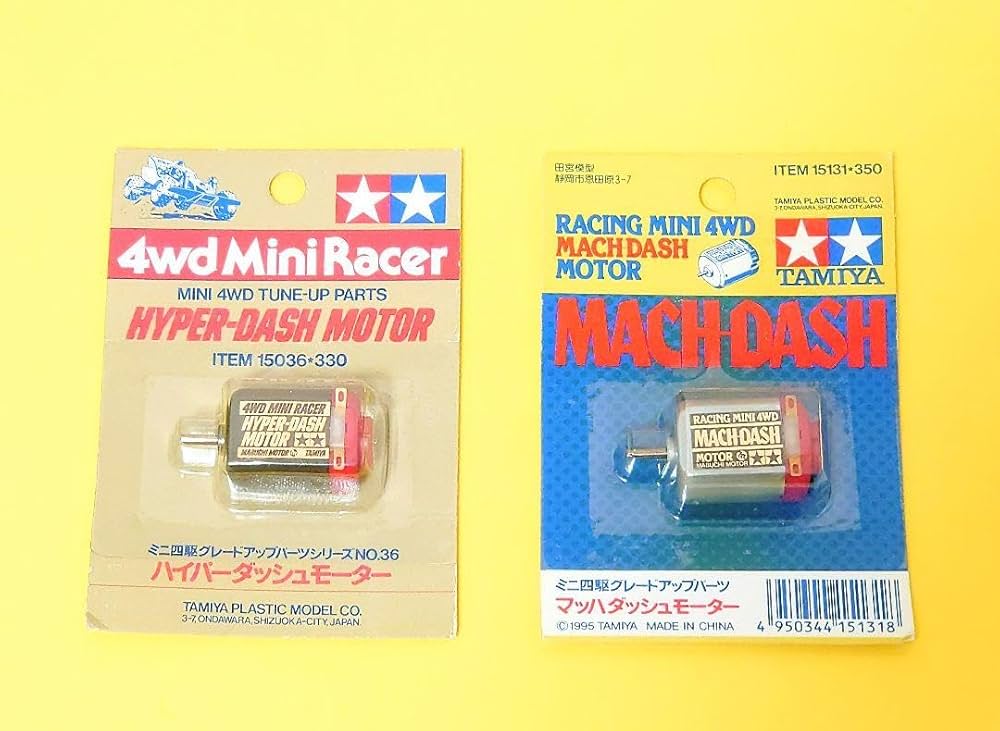 4wd Mini Racer
MINI 4WD TUNE-UP PARTS
HYPER-DASH MOTOR
ITEM 15036★330
4WD MINI RACER
HYPER-DASH
MOTOR
MABUCHI MOTOR TAMIYA
ミニ四駆グレードアップパーツシリーズNO.36
ハイパーダッシュモーター
TAMIYA PLASTIC MODEL CO.
3-7, ONDAWARA, SHIZUOKA-CITY, JAPAN.
田宮模型
静岡市恩田原3-7
ITEM 15131★350
TAMIYA PLASTIC MODEL CO.
3-7, ONDAWARA, SHIZUOKA-CITY, JAPAN.
RACING MINI 4WD
MACH DASH
MOTOR
TAMIYA
MACH-DASH
RACING MINI 4WD
MACH-DASH
MOTOR
MABUCHI MOTOR
ミニ四駆グレードアップパーツ
マッハダッシュモーター
©1995 TAMIYA MADE IN CHINA
4 950344 151318